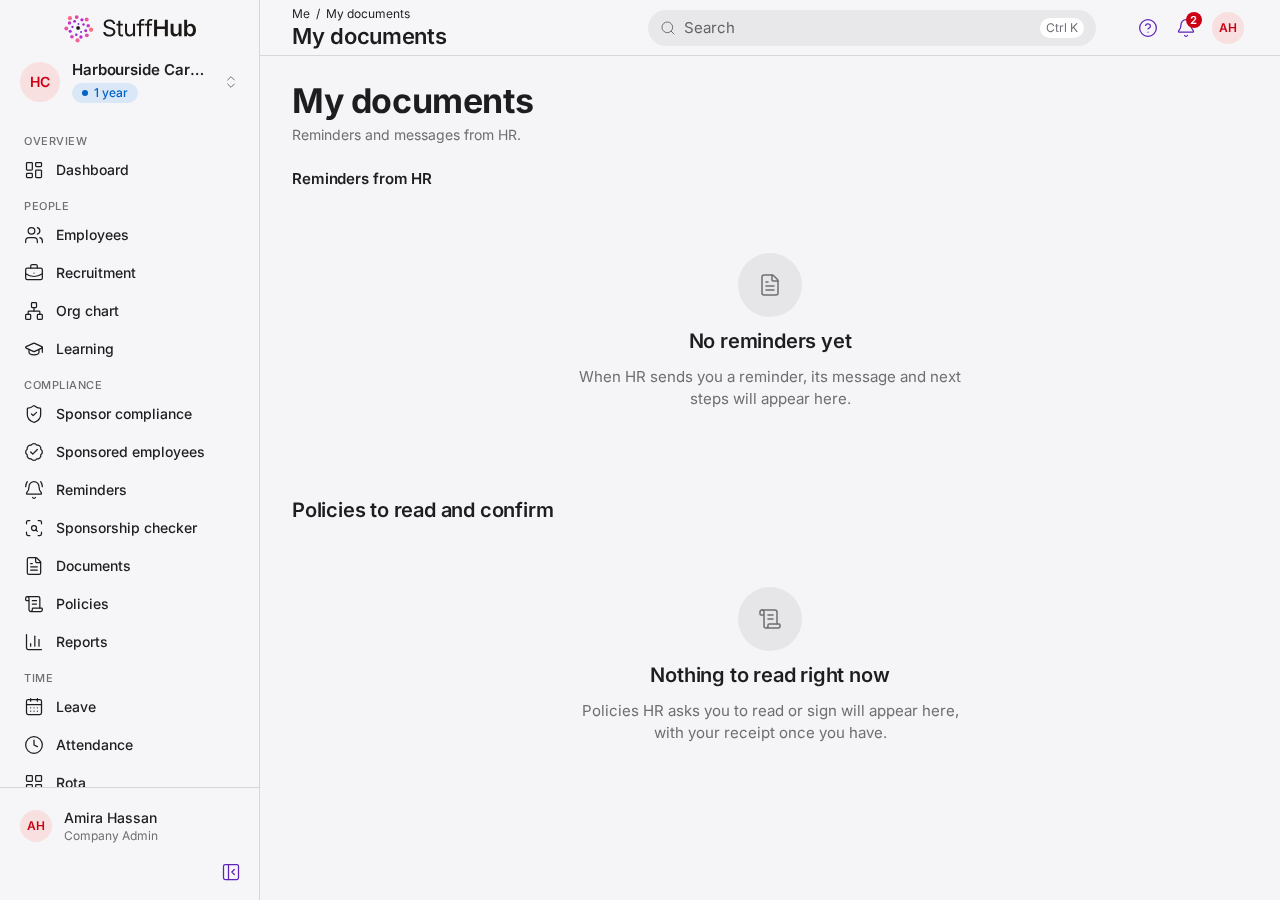 StuffHub
HC
Harbourside Car...
1 year
OVERVIEW
Dashboard
PEOPLE
Employees
Recruitment
Org chart
Learning
COMPLIANCE
Sponsor compliance
Sponsored employees
Reminders
Sponsorship checker
Documents
Policies
Reports
TIME
Leave
Attendance
Rota
AH
Amira Hassan
Company Admin
Me / My documents
My documents
Search
Ctrl K
2
AH
My documents
Reminders and messages from HR.
Reminders from HR
No reminders yet
When HR sends you a reminder, its message and next
steps will appear here.
Policies to read and confirm
Nothing to read right now
Policies HR asks you to read or sign will appear here,
with your receipt once you have.